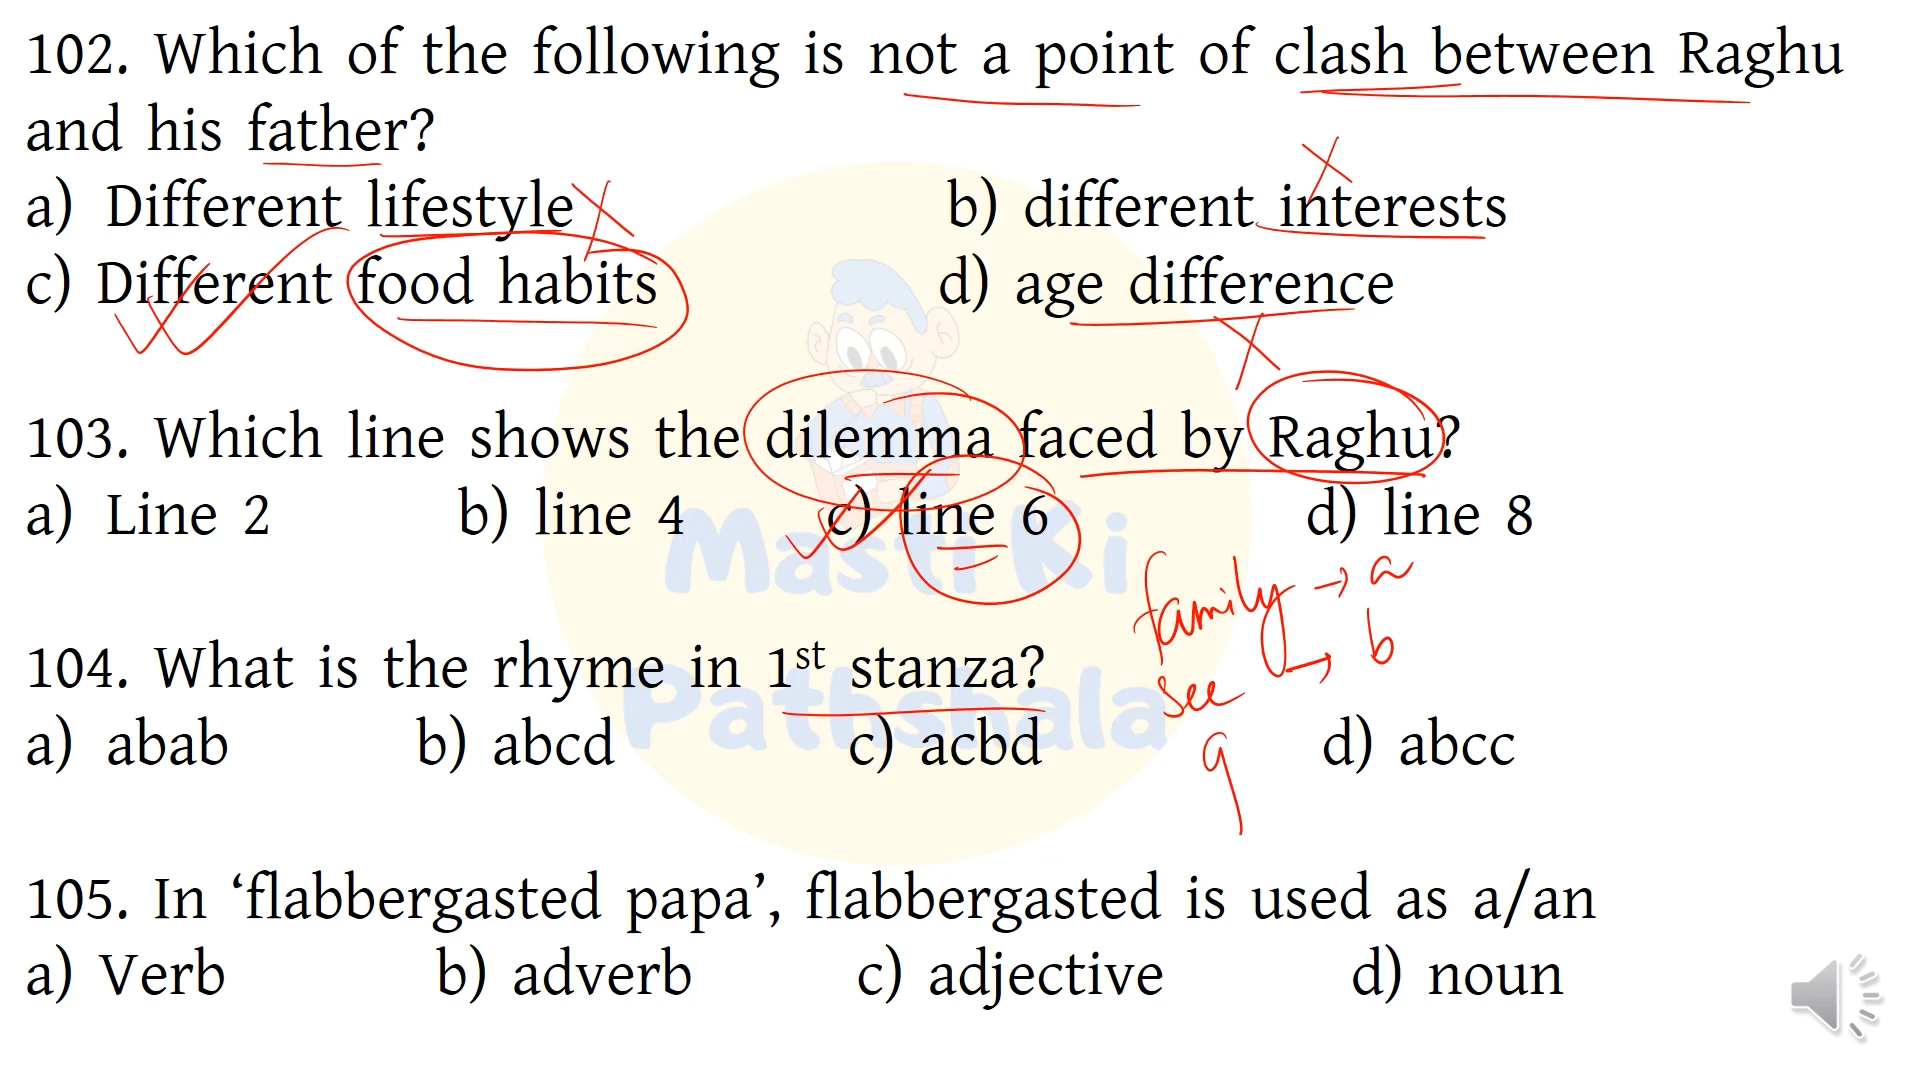 102. Which of the following is not a point of clash between Raghu
and his father?
a) Different lifestyle b) different interests
c) Different food habits d) age difference
103. Which line shows the dilemma faced by Raghu?
a) Line 2 b) line 4 c) line 6 d) line 8
family → a
→ b
104. What is the rhyme in 1st stanza?
see
a) abab b) abcd c) acbd d) abcc
105. In ‘flabbergasted papa’, flabbergasted is used as a/an
a) Verb b) adverb c) adjective d) noun
Masti Ki
Pathshala